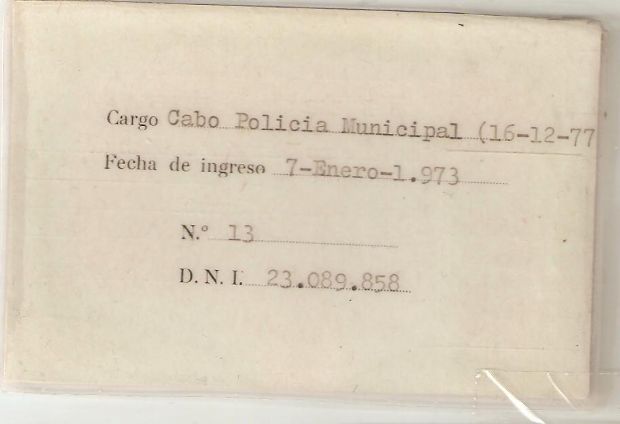 Cargo Cabo Policia Municipal (16-12-77
Fecha de ingreso 7-Enero-1.973
N.º 13
D. N. I. 23.089.858